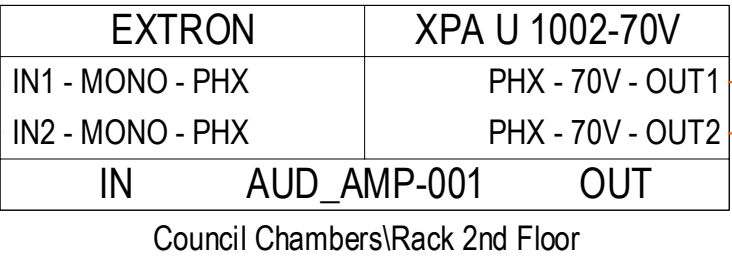 EXTRON XPA U 1002-70V
IN1 - MONO - PHX PHX - 70V - OUT1
IN2 - MONO - PHX PHX - 70V - OUT2
IN AUD_AMP-001 OUT
Council Chambers\Rack 2nd Floor